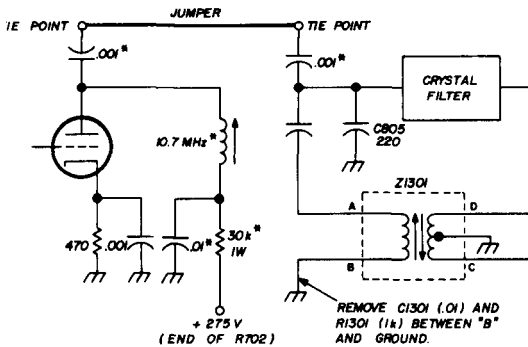 TIE POINT
JUMPER
TIE POINT
.001*
.001*
CRYSTAL
FILTER
10.7 MHz*
C805
220
Z1301
A
D
470
.001
.01*
30k*
1W
B
C
+ 275 V
(END OF R702)
REMOVE C1301 (.01) AND
R1301 (1k) BETWEEN "B"
AND GROUND.